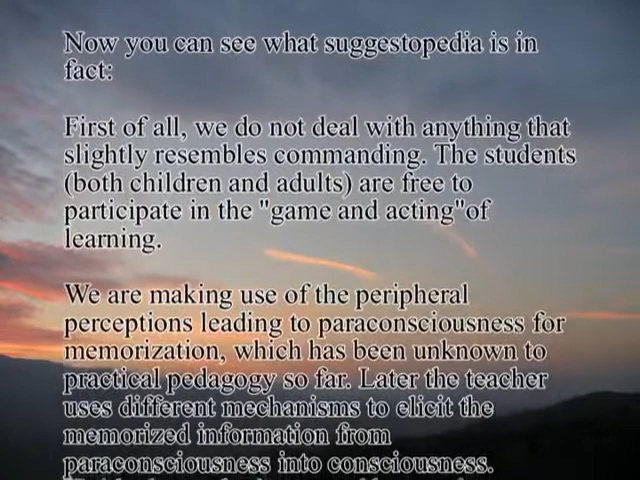 Now you can see what suggestopedia is in
fact:
First of all, we do not deal with anything that
slightly resembles commanding. The students
(both children and adults) are free to
participate in the "game and acting"of
learning.
We are making use of the peripheral
perceptions leading to paraconsciousness for
memorization, which has been unknown to
practical pedagogy so far. Later the teacher
uses different mechanisms to elicit the
memorized information from
paraconsciousness into consciousness.